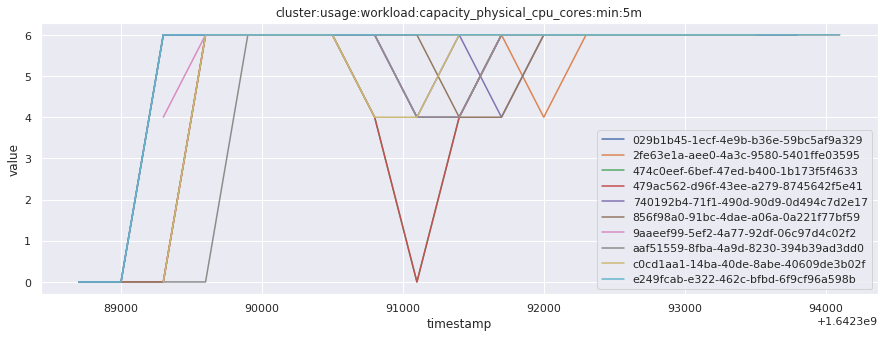 cluster:usage:workload:capacity_physical_cpu_cores:min:5m
6
5
4
3
2
1
0
value
029b1b45-1ecf-4e9b-b36e-59bc5af9a329
2fe63e1a-aee0-4a3c-9580-5401ffe03595
474c0eef-6bef-47ed-b400-1b173f5f4633
479ac562-d96f-43ee-a279-8745642f5e41
740192b4-71f1-490d-90d9-0d494c7d2e17
856f98a0-91bc-4dae-a06a-0a221f77bf59
9aaeef99-5ef2-4a77-92df-06c97d4c02f2
aaf51559-8fba-4a9d-8230-394b39ad3dd0
c0cd1aa1-14ba-40de-8abe-40609de3b02f
e249fcab-e322-462c-bfbd-6f9cf96a598b
89000 90000 91000 92000 93000 94000
timestamp
+1.6423e9